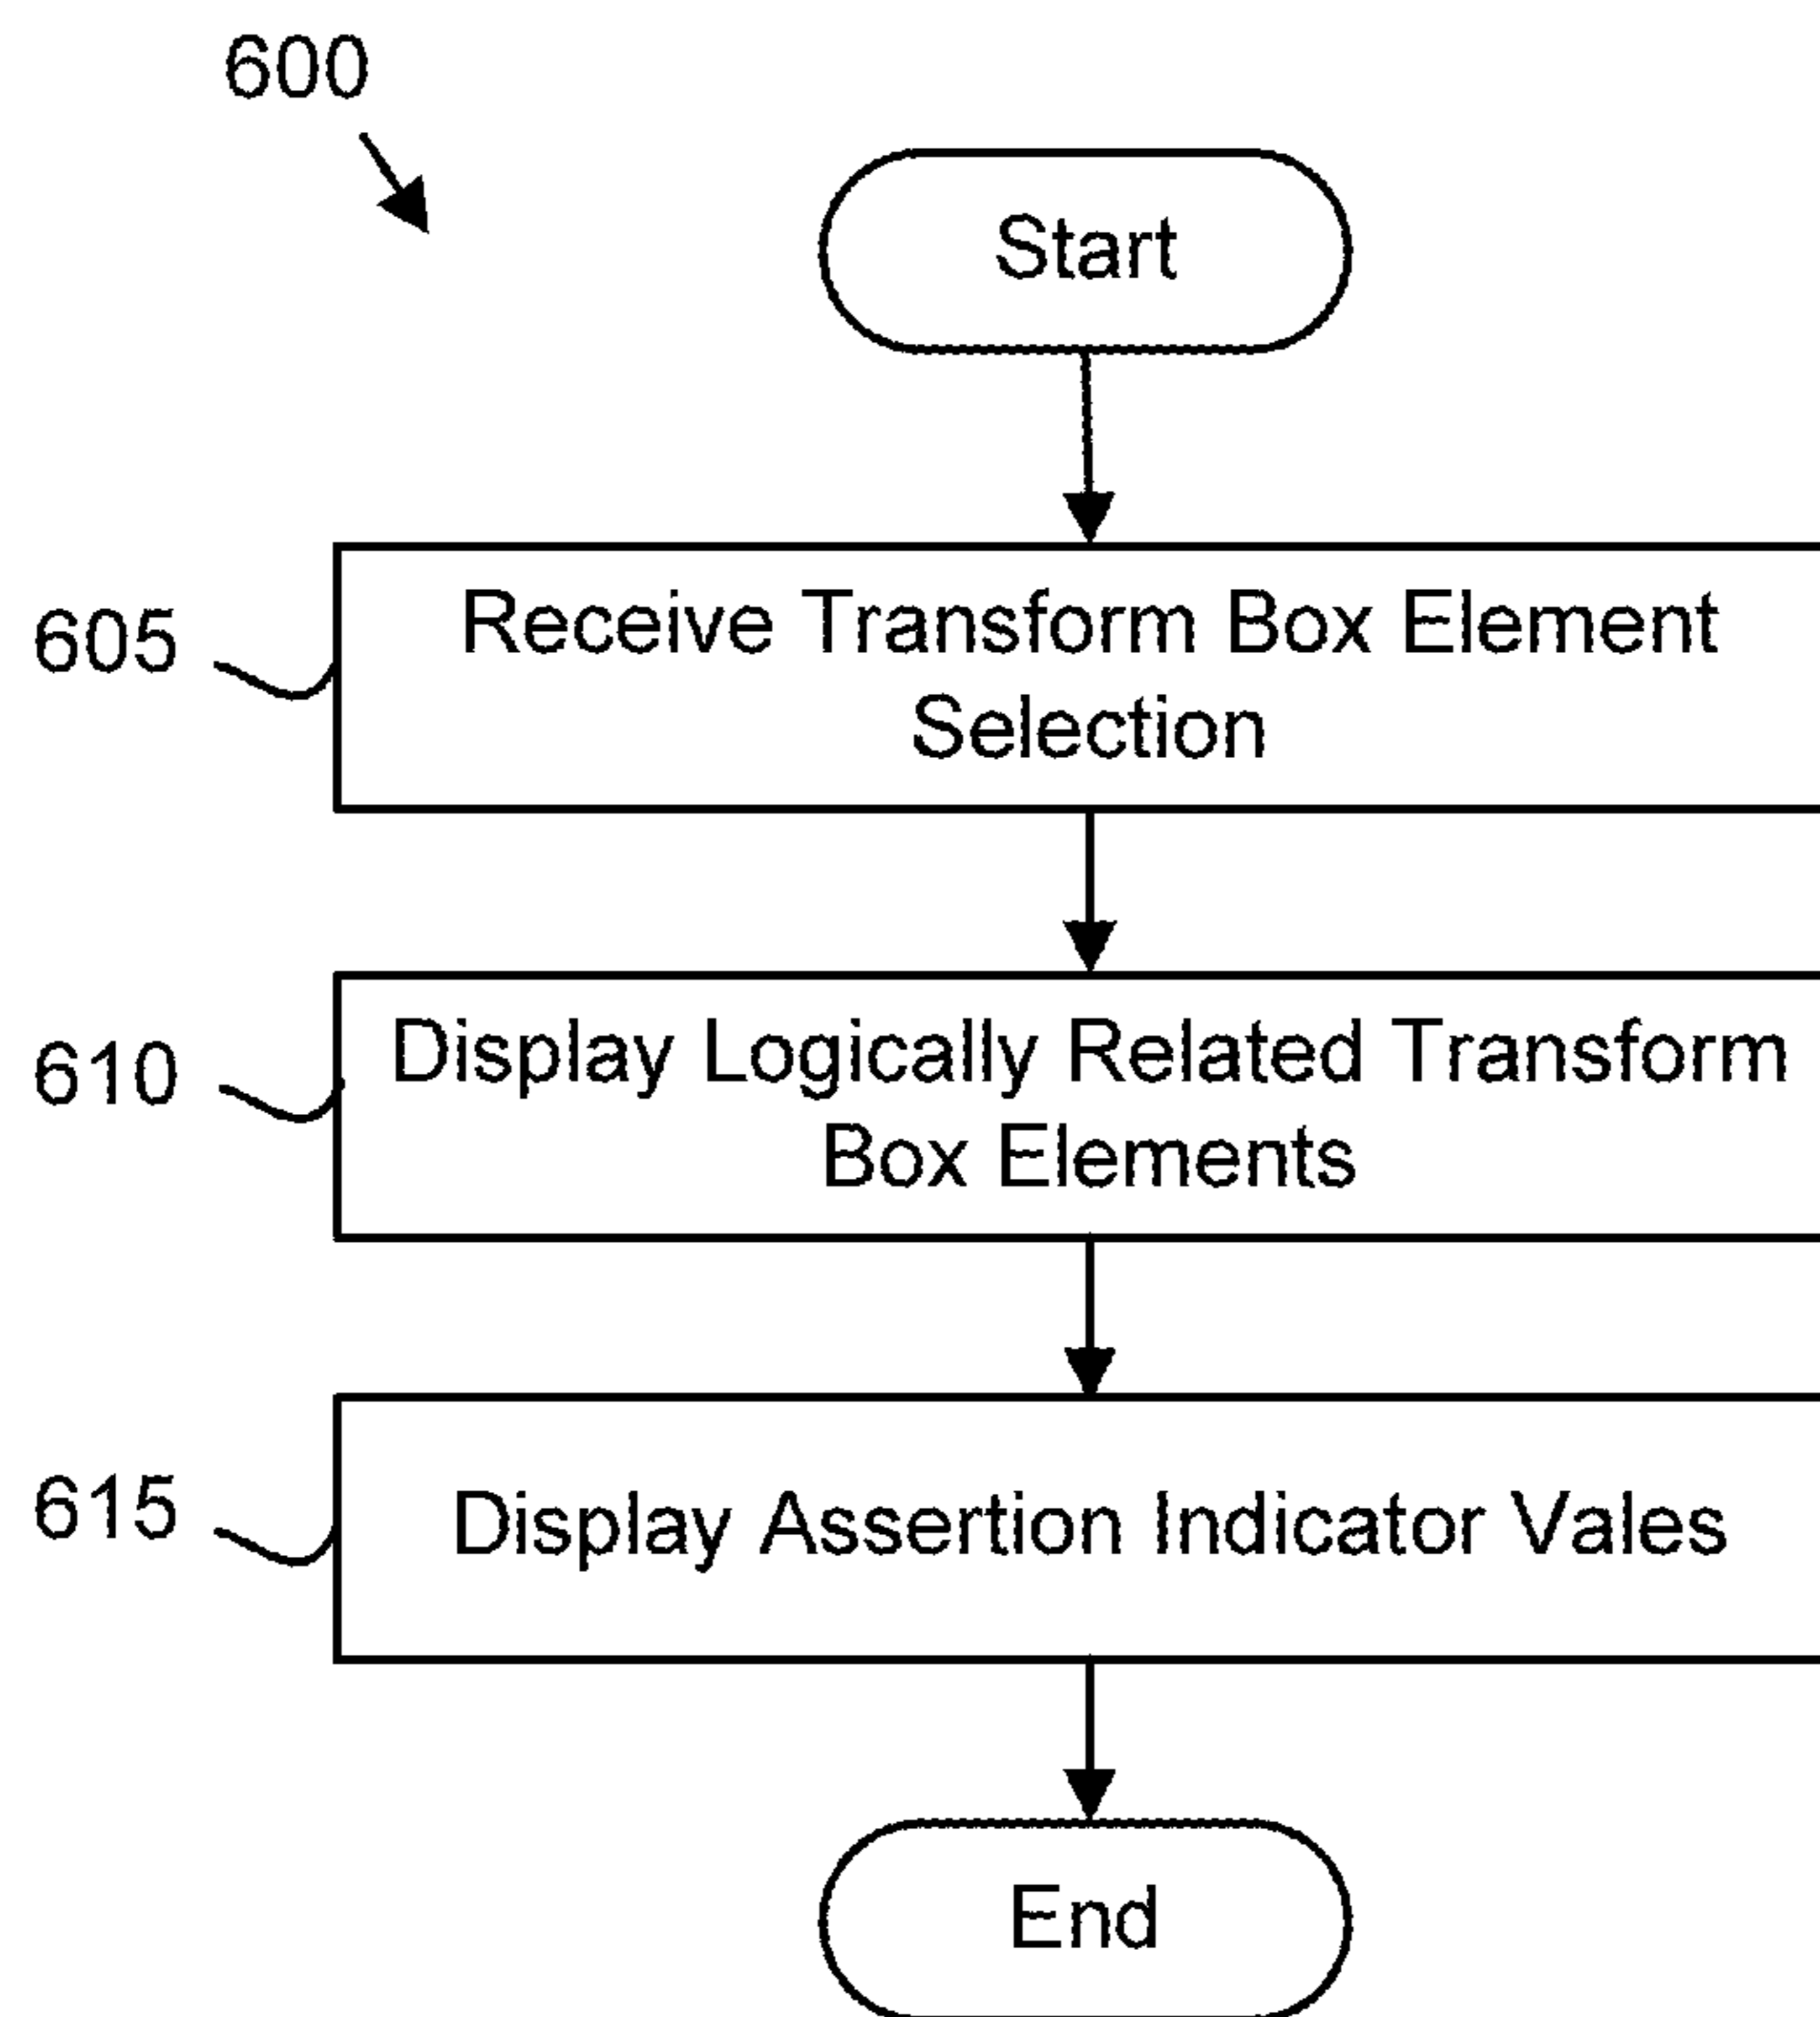 600
Start
605
Receive Transform Box Element
Selection
610
Display Logically Related Transform
Box Elements
615
Display Assertion Indicator Vales
End